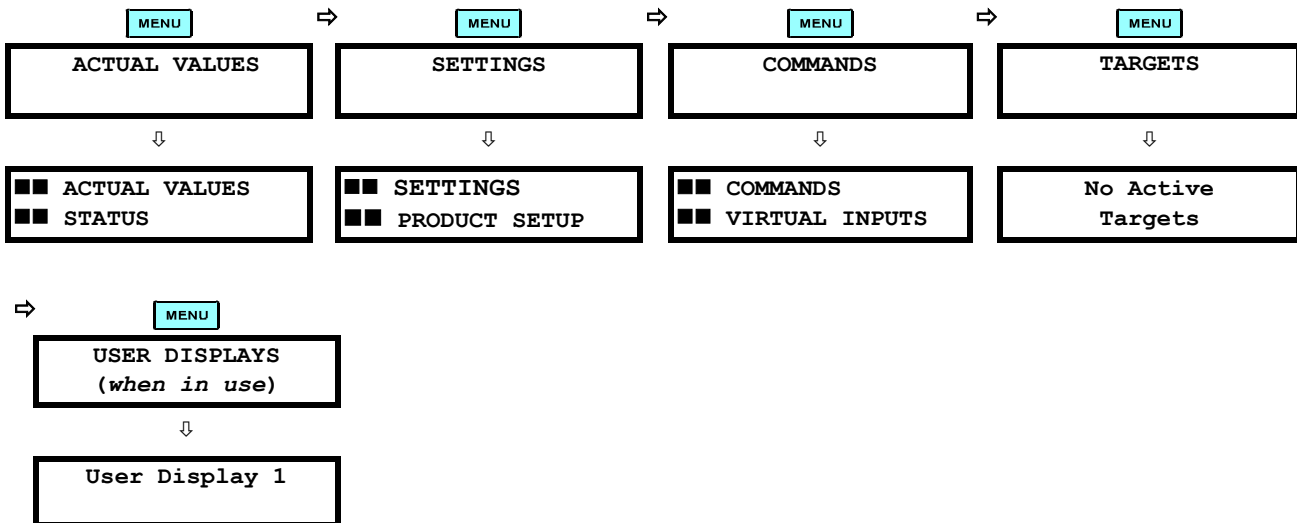 MENU ⇨ MENU ⇨ MENU ⇨ MENU
ACTUAL VALUES
SETTINGS
COMMANDS
TARGETS
⇩ ⇩ ⇩ ⇩
■■ ACTUAL VALUES
■■ STATUS
■■ SETTINGS
■■ PRODUCT SETUP
■■ COMMANDS
■■ VIRTUAL INPUTS
No Active
Targets
⇨ MENU
USER DISPLAYS
(when in use)
⇩
User Display 1